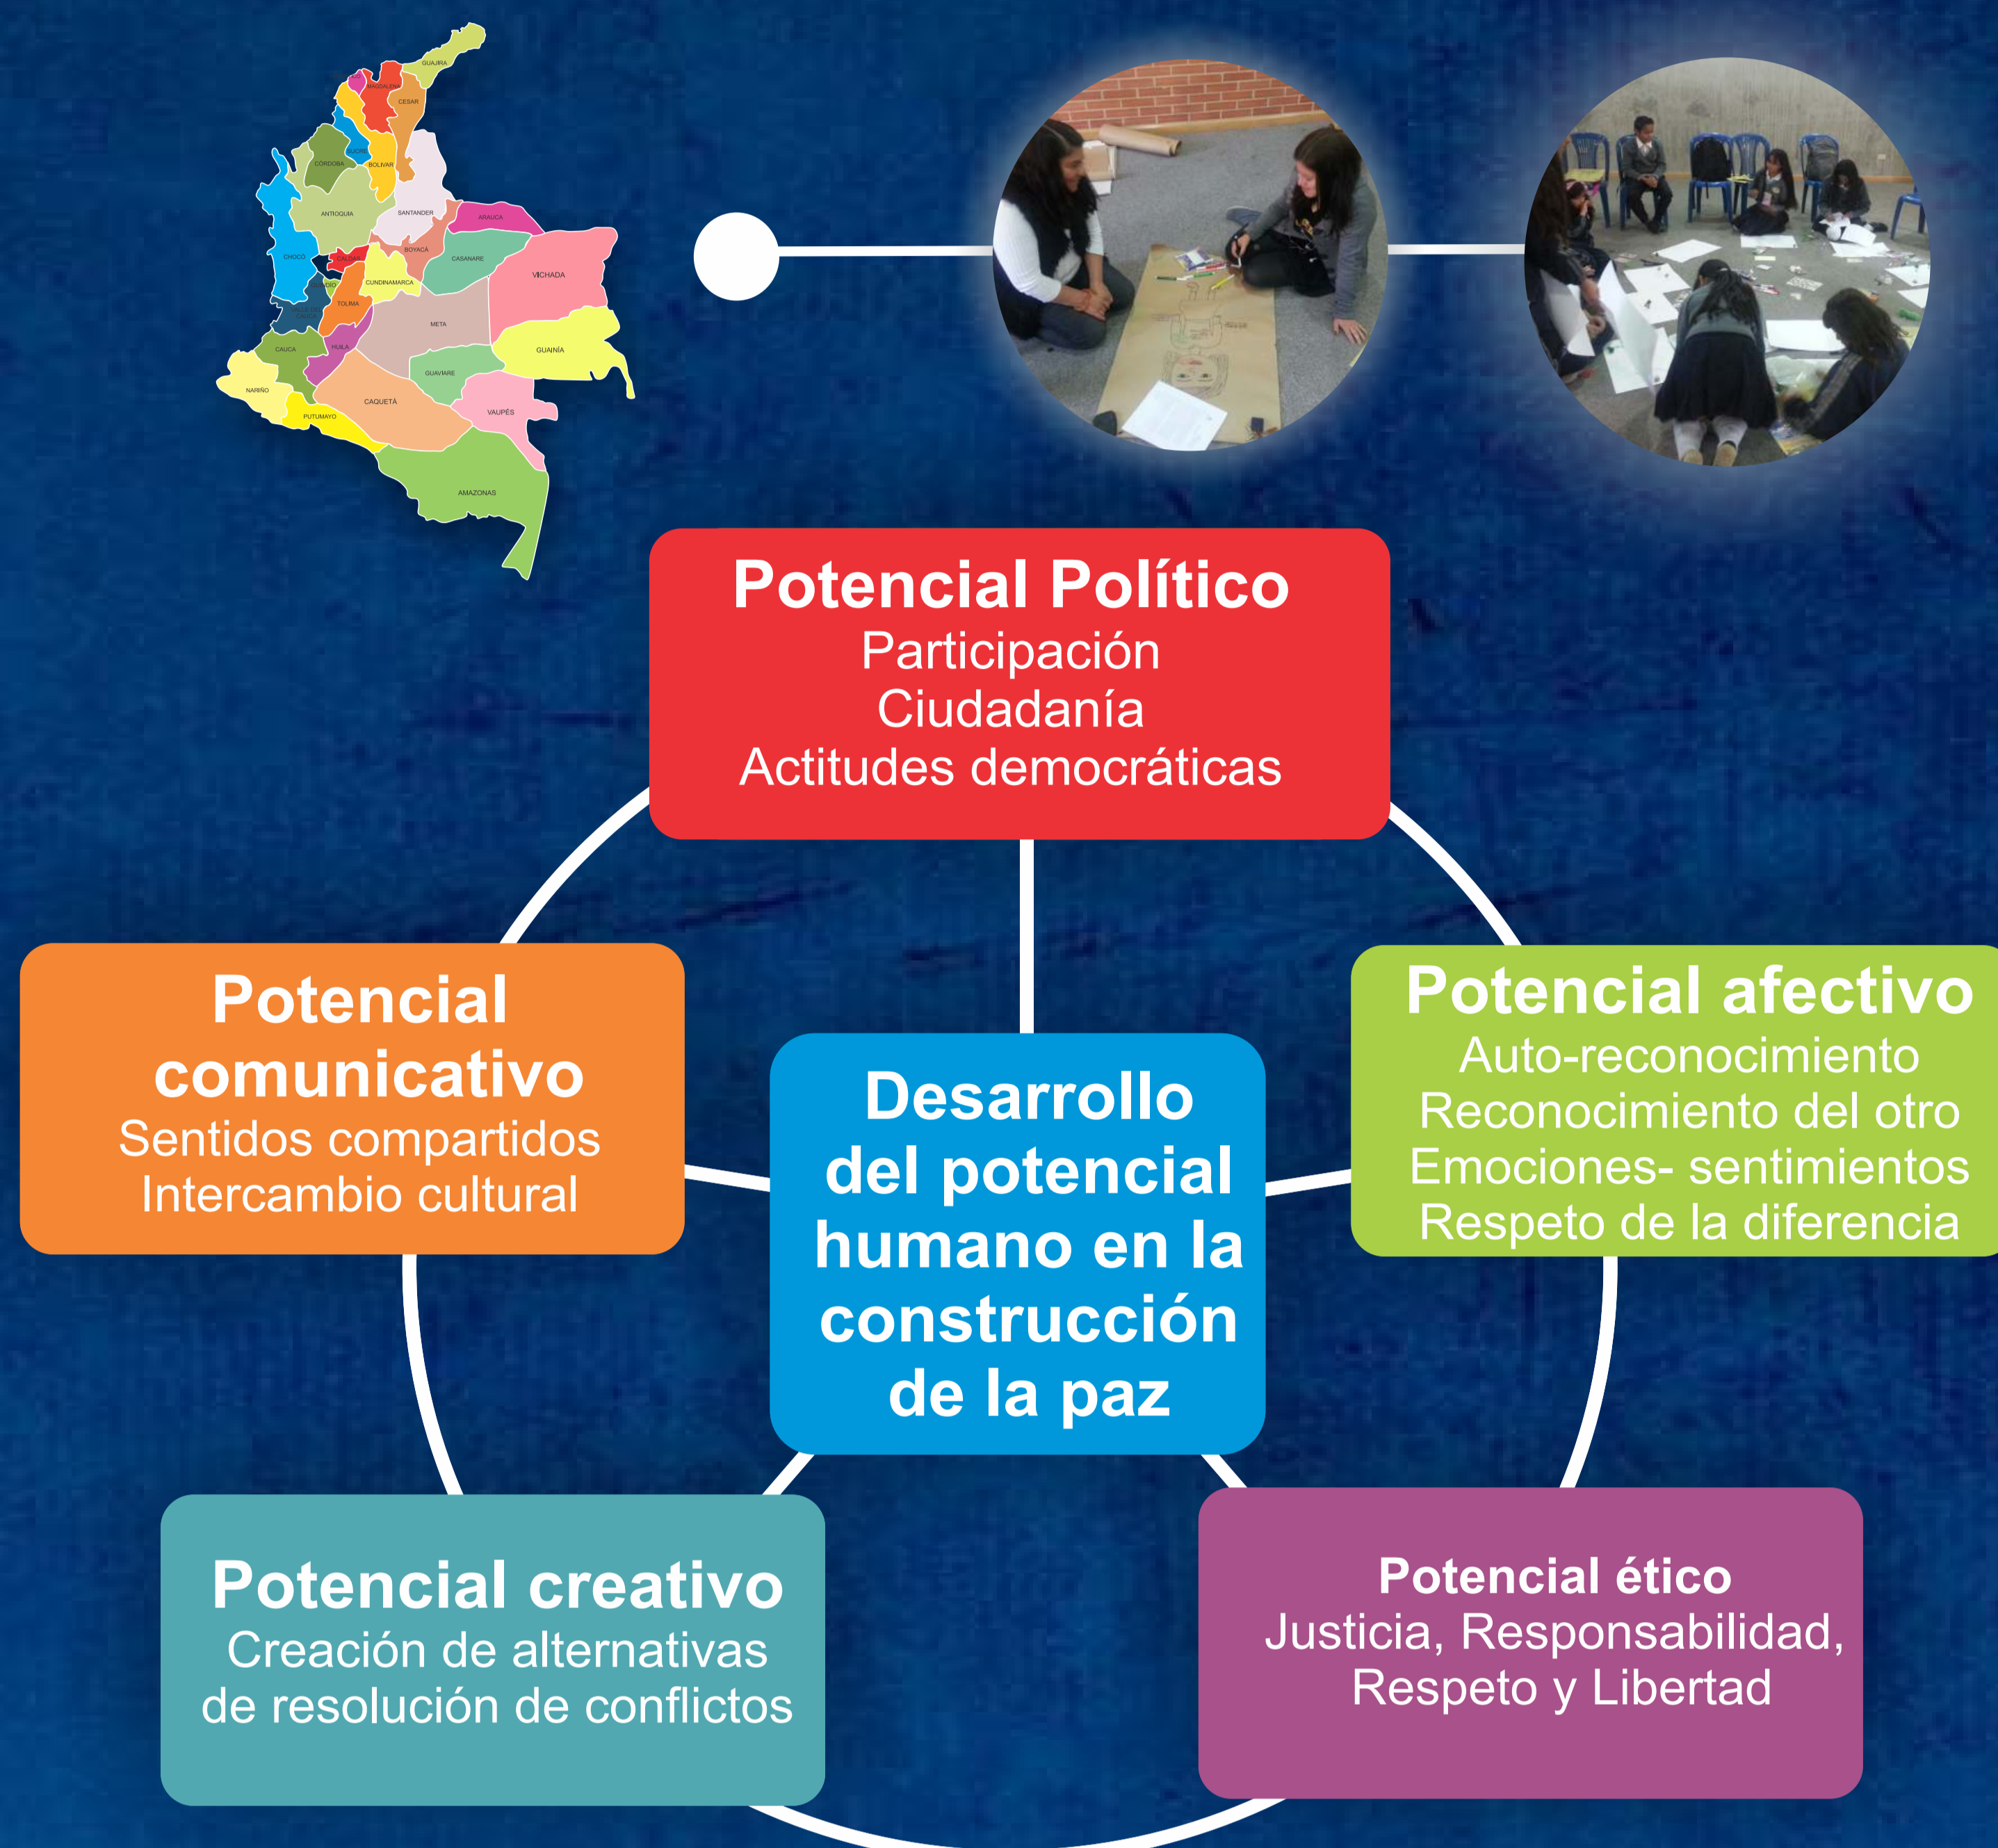 GUAJIRA
MAGDALENA
CESAR
SUCRE
CÓRDOBA
BOLIVAR
ANTIOQUIA
SANTANDER
ARAUCA
BOYACÁ
CHOCÓ
CALDAS
CASANARE
CUNDINAMARCA
VICHADA
TOLIMA
META
CAUCA
HUILA
GUAINÍA
GUAVIARE
NARIÑO
CAQUETÁ
VAUPÉS
PUTUMAYO
AMAZONAS
Potencial Político
Participación
Ciudadanía
Actitudes democráticas
Potencial
comunicativo
Sentidos compartidos
Intercambio cultural
Desarrollo
del potencial
humano en la
construcción
de la paz
Potencial afectivo
Auto-reconocimiento
Reconocimiento del otro
Emociones- sentimientos
Respeto de la diferencia
Potencial creativo
Creación de alternativas
de resolución de conflictos
Potencial ético
Justicia, Responsabilidad,
Respeto y Libertad